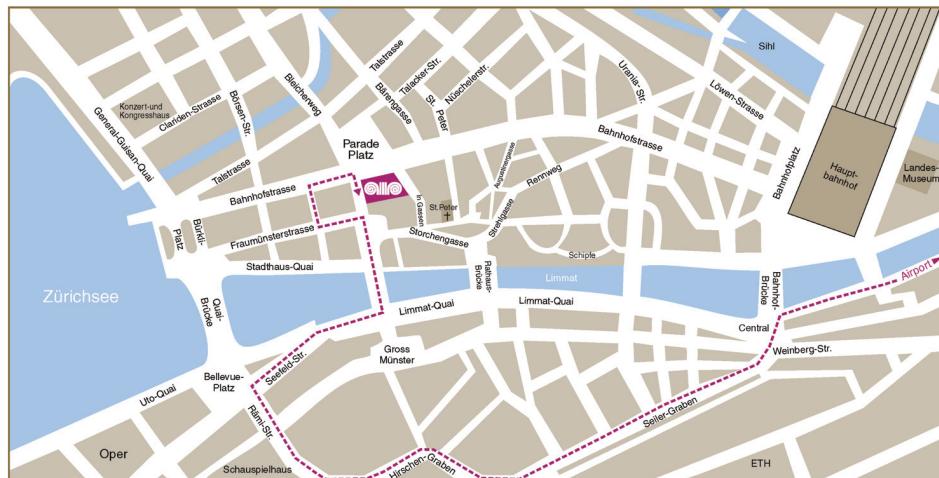 Sihl
Talstrasse
Talacker-Str.
Nüschelerstr.
St. Peter
Bärengasse
Bleicherweg
Urania-Str.
Löwen-Strasse
Konzert-und
Kongresshaus
Clariden-Strasse
Börsen-Str.
General-Guisan-Quai
Talstrasse
Parade
Platz
Bahnhofstrasse
Bahnhofplatz
Haupt-
bahnhof
Landes-
Museum
Bahnhofstrasse
In Gassen
St.Peter
Augustinergasse
Rennweg
Strehlgasse
Storchengasse
Schipfe
Bürkli-
Platz
Fraumünsterstrasse
Stadthaus-Quai
Zürichsee
Quai-
Brücke
Rathaus-
Brücke
Limmat
Bahnhof-
Brücke
Airport
Limmat-Quai
Limmat-Quai
Central
Weinberg-Str.
Gross
Münster
Seefeld-Str.
Bellevue-
Platz
Uto-Quai
Rämi-Str.
Oper
Schauspielhaus
Hirschen-Graben
Seiler-Graben
ETH